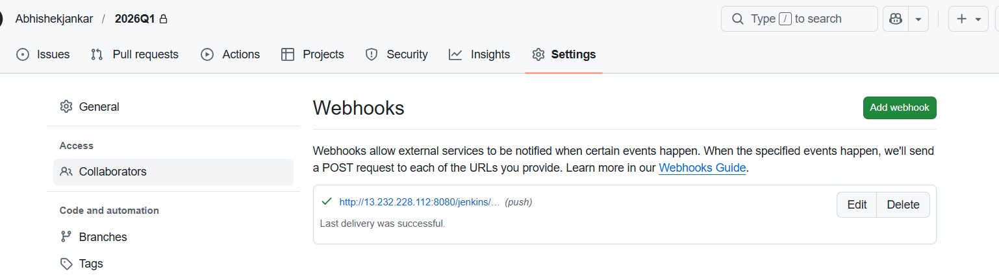 Abhishekjankar / 2026Q1
Type / to search
Issues Pull requests Actions Projects Security Insights Settings
General
Access
Collaborators
Code and automation
Branches
Tags
Webhooks
Add webhook
Webhooks allow external services to be notified when certain events happen. When the specified events happen, we'll send
a POST request to each of the URLs you provide. Learn more in our Webhooks Guide.
http://13.232.228.112:8080/jenkins/... (push)
Edit Delete
Last delivery was successful.